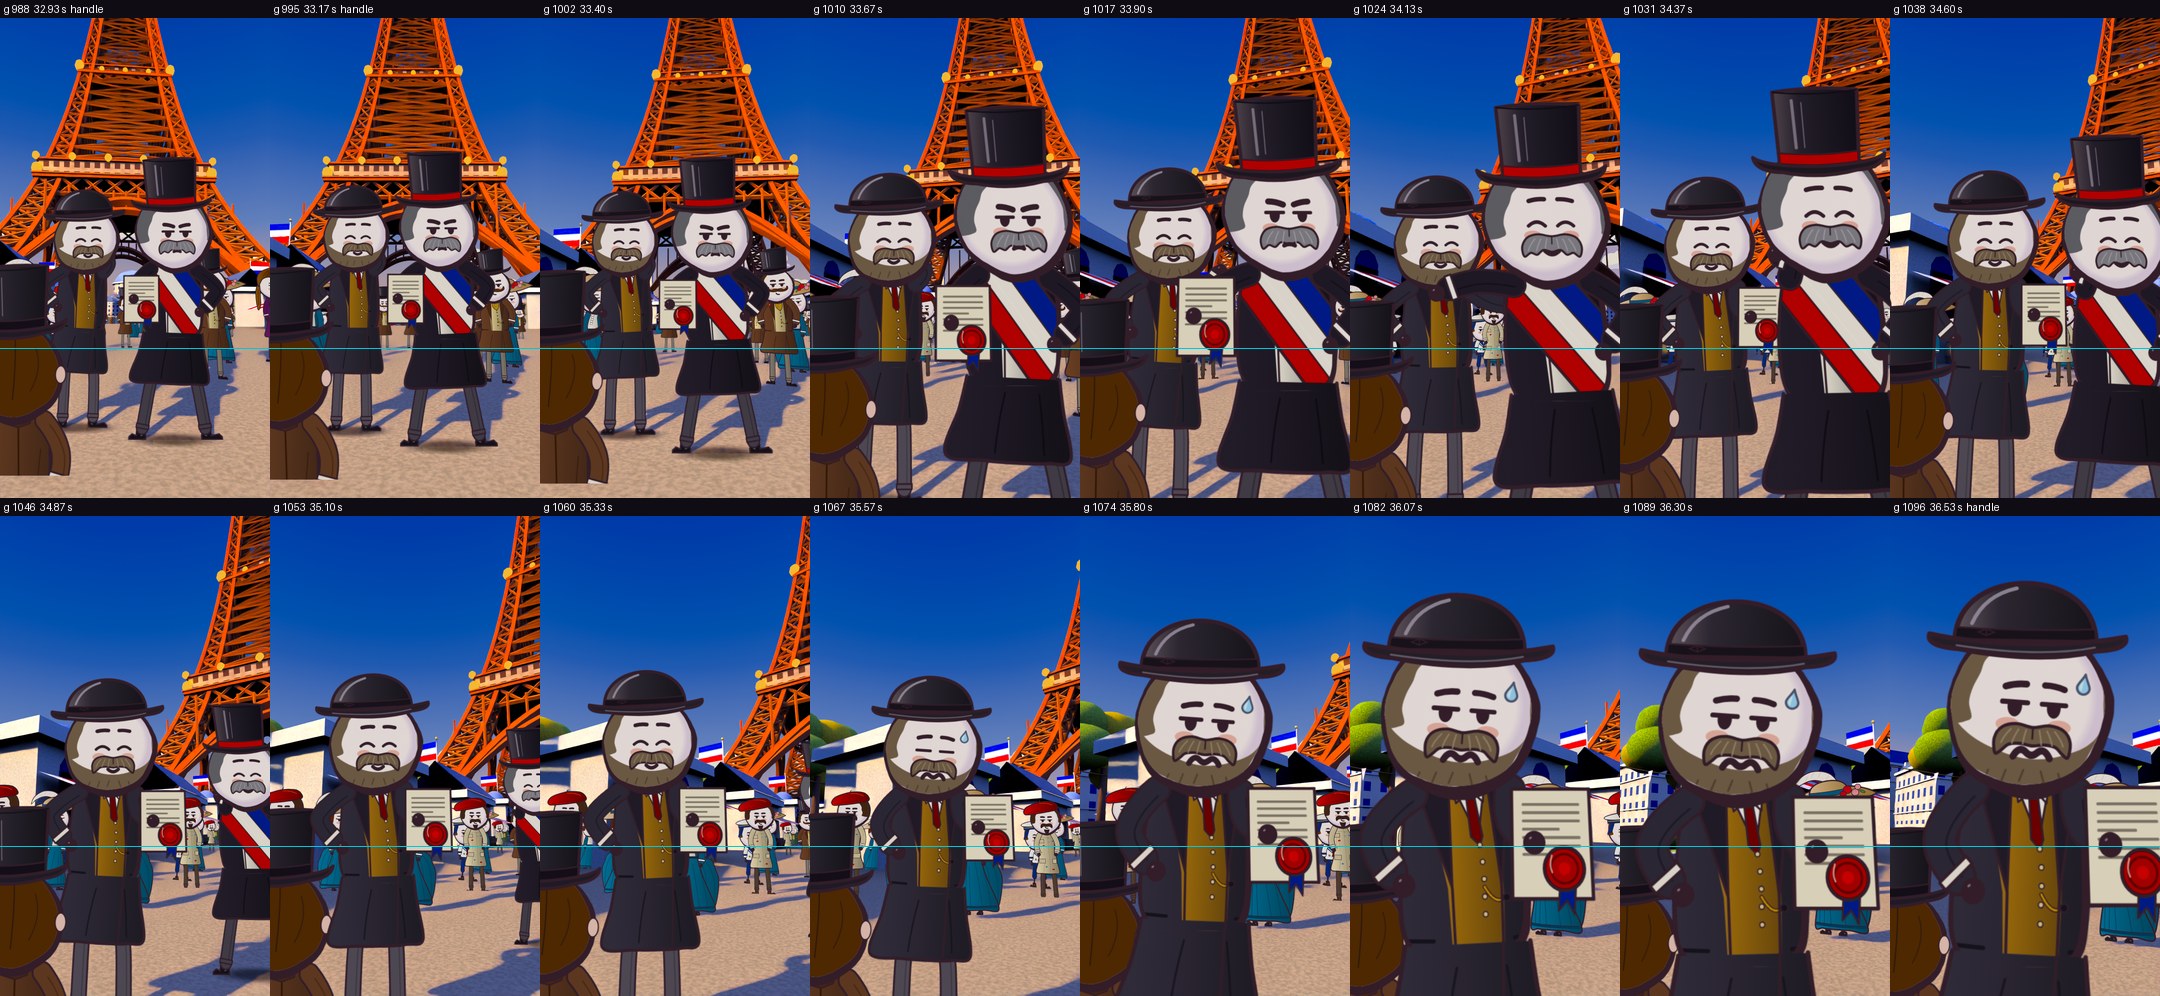 g 988 32.93 s handle
g 995 33.17 s handle
g 1002 33.40 s
g 1010 33.67 s
g 1017 33.90 s
g 1024 34.13 s
g 1031 34.37 s
g 1038 34.60 s
g 1046 34.87 s
g 1053 35.10 s
g 1060 35.33 s
g 1067 35.57 s
g 1074 35.80 s
g 1082 36.07 s
g 1089 36.30 s
g 1096 36.53 s handle